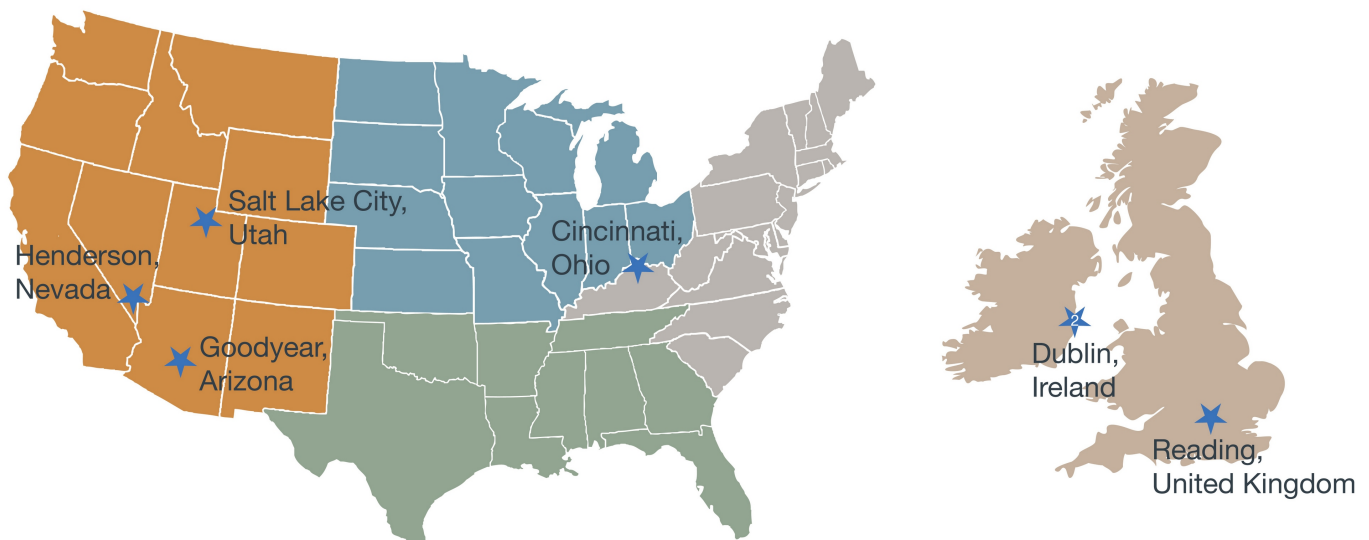 Salt Lake City,
Utah
Henderson,
Nevada
Goodyear,
Arizona
Cincinnati,
Ohio
2
Dublin,
Ireland
Reading,
United Kingdom